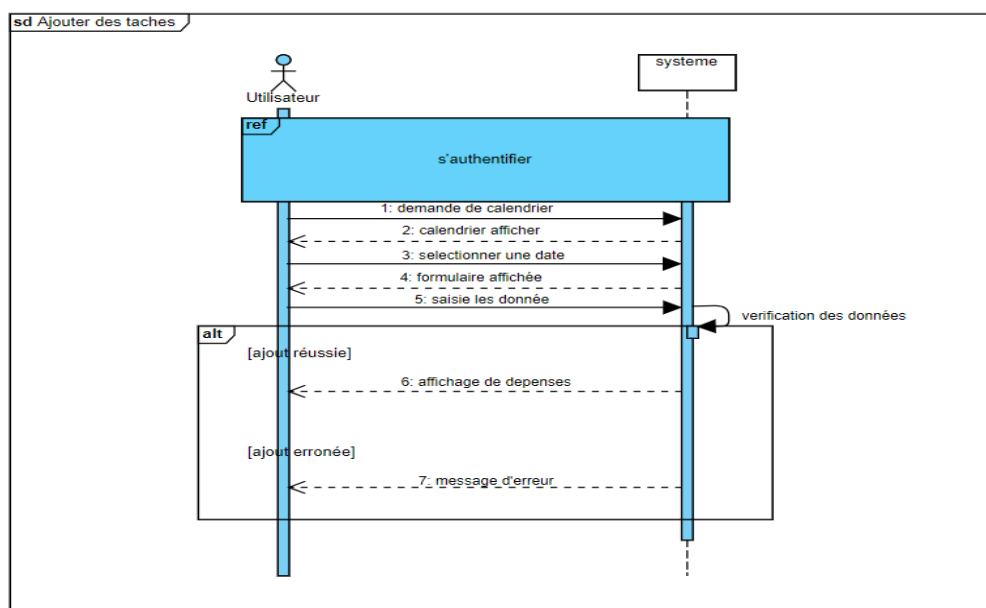 sd Ajouter des taches
systeme
Utilisateur
ref
s'authentifier
1: demande de calendrier
2: calendrier afficher
3: selectionner une date
4: formulaire affichée
5: saisie les donnée
verification des données
alt
[ajout réussie]
6: affichage de depenses
[ajout erronée]
7: message d'erreur